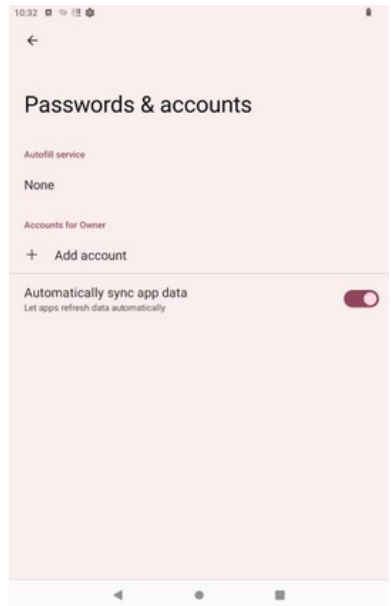 10:32
Passwords & accounts
Autofill service
None
Accounts for Owner
+ Add account
Automatically sync app data
Let apps refresh data automatically